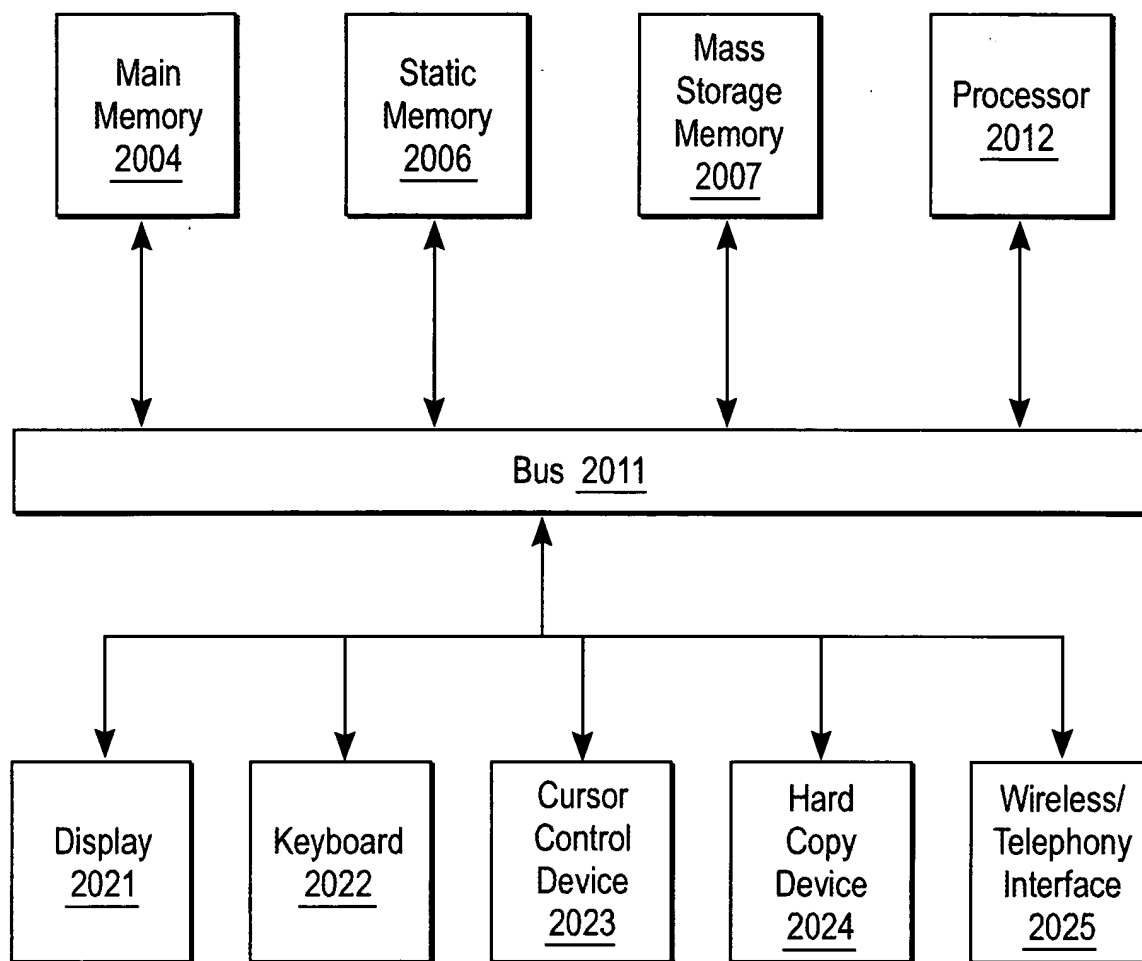 Main
Memory
2004
Static
Memory
2006
Mass
Storage
Memory
2007
Processor
2012
Bus 2011
Display
2021
Keyboard
2022
Cursor
Control
Device
2023
Hard
Copy
Device
2024
Wireless/
Telephony
Interface
2025